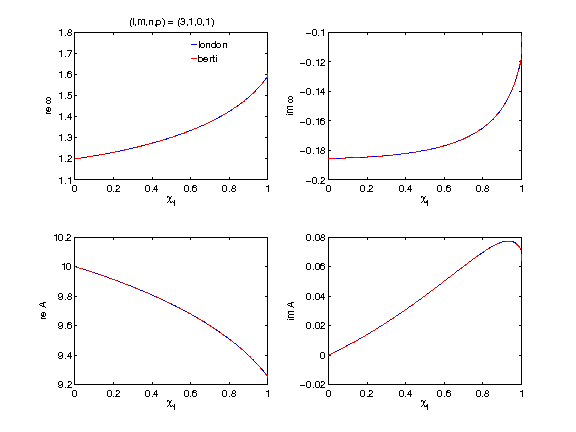 (l,m,n,p) = (3,1,0,1)
london
berti
1.8
1.7
1.6
1.5
1.4
1.3
1.2
1.1
re ω
0 0.2 0.4 0.6 0.8 1
χf
−0.1
−0.12
−0.14
−0.16
−0.18
−0.2
im ω
0 0.2 0.4 0.6 0.8 1
χf
10.2
10
9.8
9.6
9.4
9.2
re A
0 0.2 0.4 0.6 0.8 1
χf
0.08
0.06
0.04
0.02
0
−0.02
im A
0 0.2 0.4 0.6 0.8 1
χf